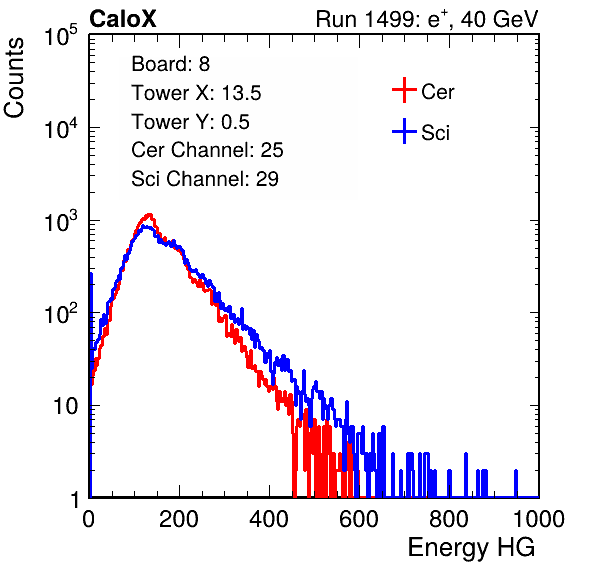 CaloX Run 1499: e⁺, 40 GeV
Counts
Board: 8
Tower X: 13.5
Tower Y: 0.5
Cer Channel: 25
Sci Channel: 29
Cer
Sci
10⁵
10⁴
10³
10²
10
1
0 200 400 600 800 1000
Energy HG